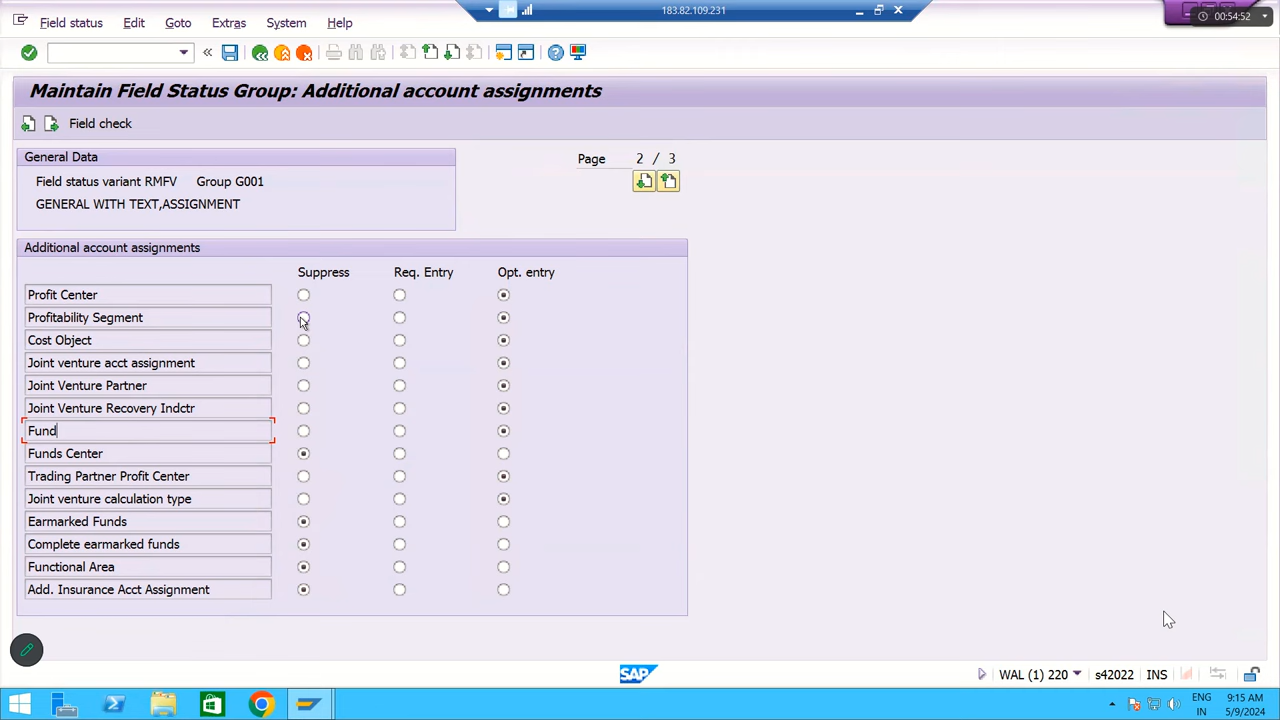 183.82.109.231
00:54:52
Field status Edit Goto Extras System Help
Maintain Field Status Group: Additional account assignments
Field check
General Data
Field status variant RMFV Group G001
GENERAL WITH TEXT,ASSIGNMENT
Page 2 / 3
Additional account assignments
Suppress Req. Entry Opt. entry
Profit Center
Profitability Segment
Cost Object
Joint venture acct assignment
Joint Venture Partner
Joint Venture Recovery Indctr
Fund
Funds Center
Trading Partner Profit Center
Joint venture calculation type
Earmarked Funds
Complete earmarked funds
Functional Area
Add. Insurance Acct Assignment
SAP
WAL (1) 220 s42022 INS
ENG 9:15 AM
IN 5/9/2024